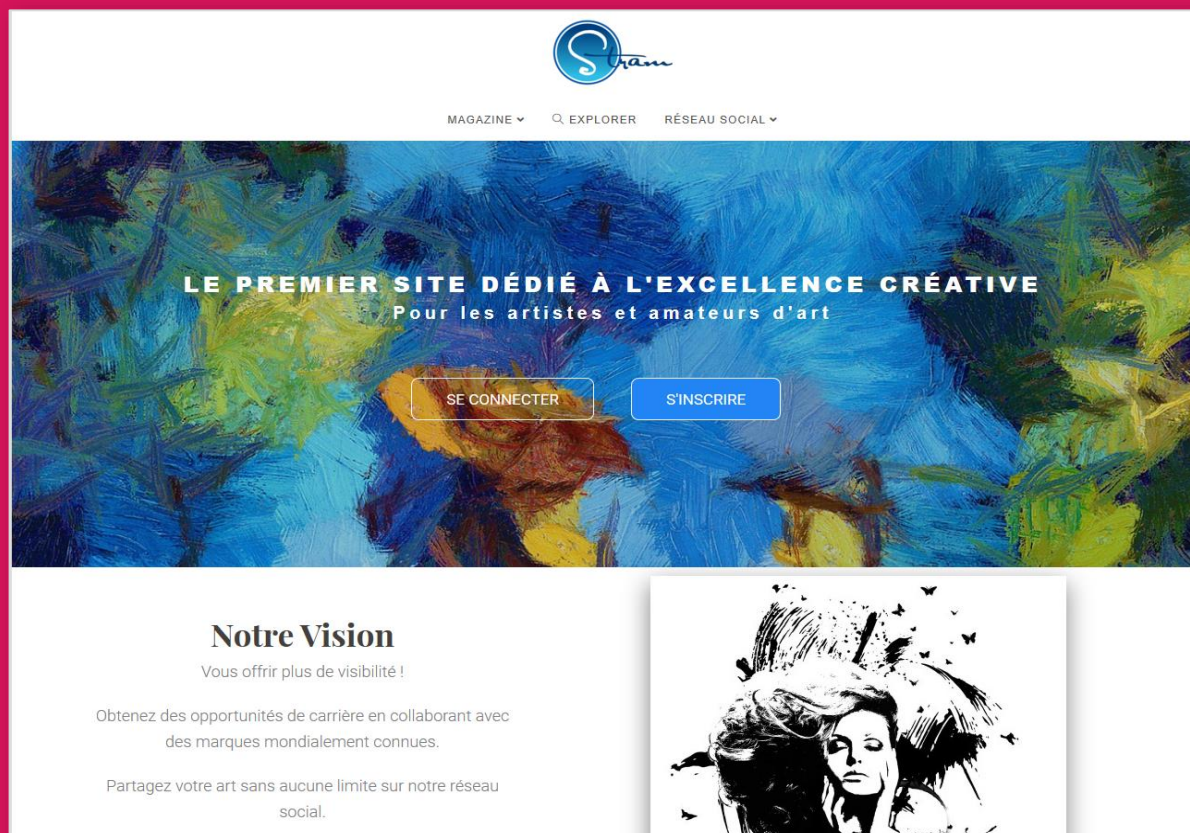 Stram
MAGAZINE
EXPLORER
RÉSEAU SOCIAL
LE PREMIER SITE DÉDIÉ À L'EXCELLENCE CRÉATIVE
Pour les artistes et amateurs d'art
SE CONNECTER
S'INSCRIRE
Notre Vision
Vous offrir plus de visibilité !
Obtenez des opportunités de carrière en collaborant avec
des marques mondialement connues.
Partagez votre art sans aucune limite sur notre réseau
social.